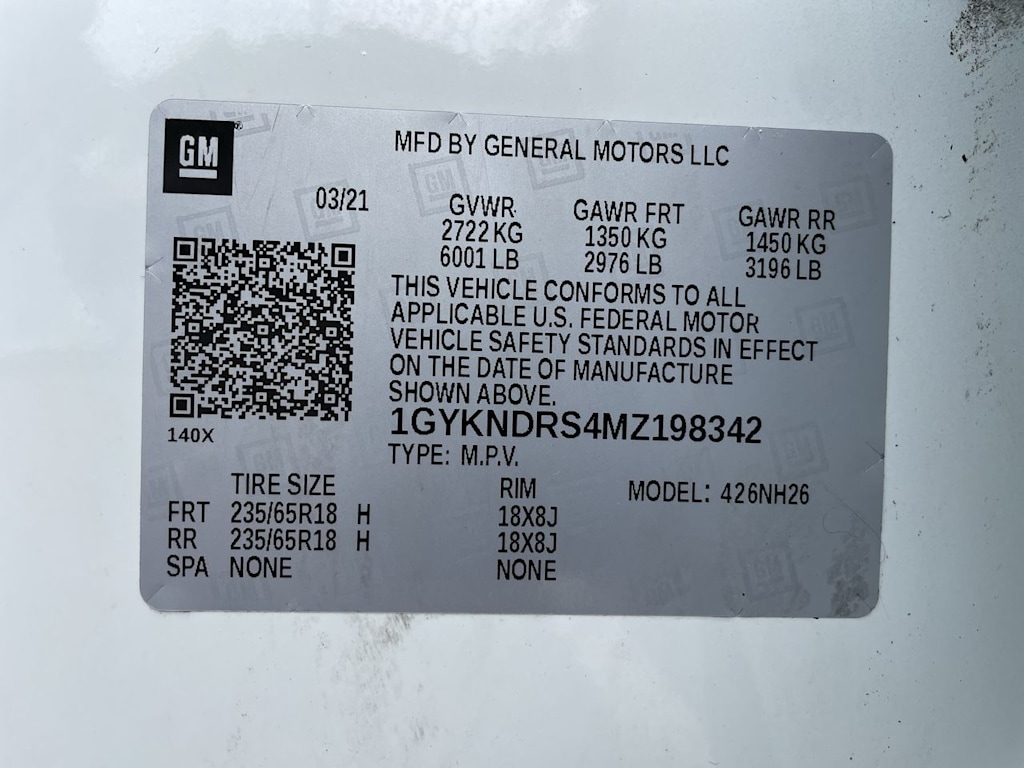 GM
MFD BY GENERAL MOTORS LLC
03/21
GVWR GAWR FRT GAWR RR
2722 KG 1350 KG 1450 KG
6001 LB 2976 LB 3196 LB
THIS VEHICLE CONFORMS TO ALL
APPLICABLE U.S. FEDERAL MOTOR
VEHICLE SAFETY STANDARDS IN EFFECT
ON THE DATE OF MANUFACTURE
SHOWN ABOVE.
1GYKNDRS4MZ198342
140X
TYPE: M.P.V.
TIRE SIZE RIM MODEL: 426NH26
FRT 235/65R18 H 18X8J
RR 235/65R18 H 18X8J
SPA NONE NONE